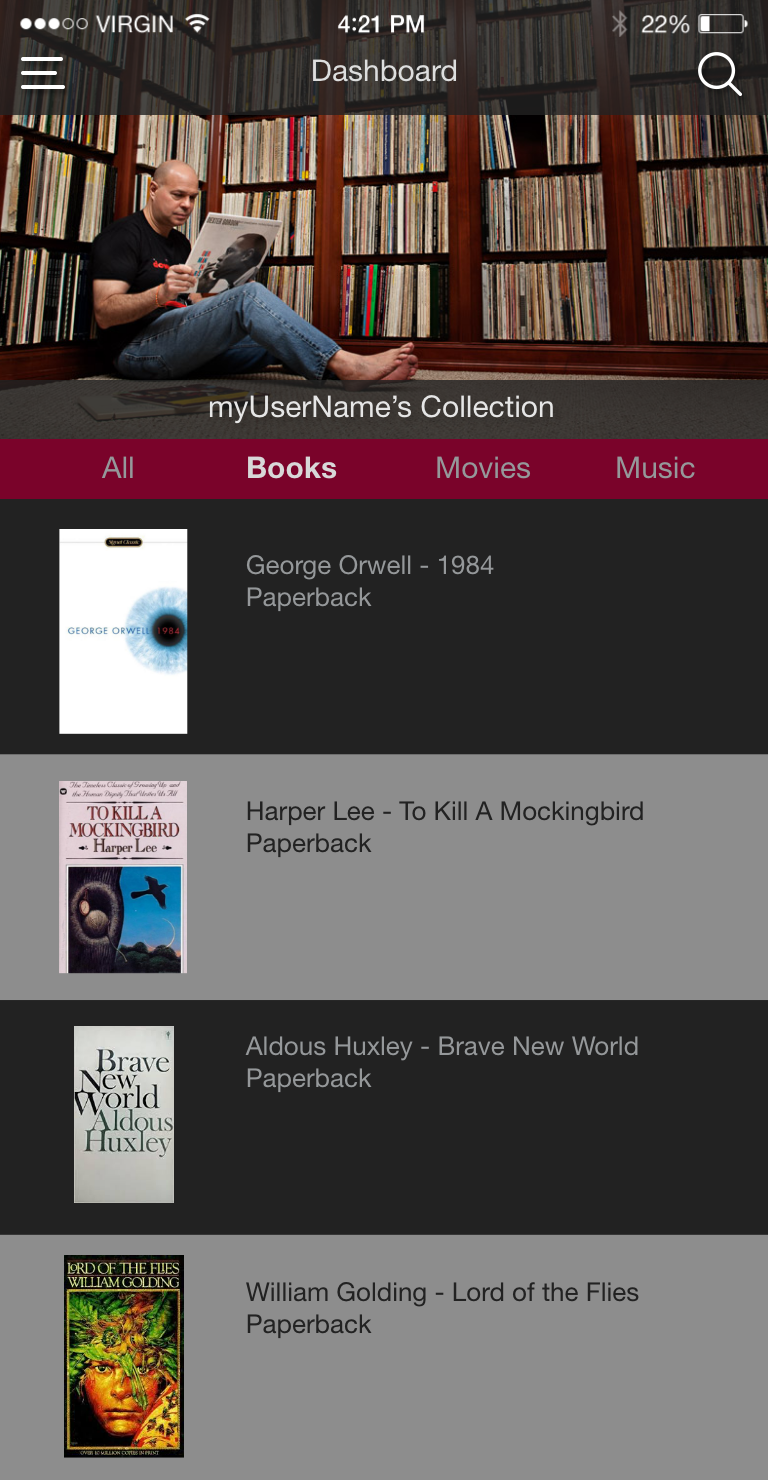 VIRGIN
4:21 PM
22%
Dashboard
DEXTER GORDON
myUserName's Collection
All
Books
Movies
Music
Signet Classic
GEORGE ORWELL 1984
George Orwell - 1984
Paperback
The Timeless Classic of Growing Up and
the Human Dignity That Unites Us All
TO KILL A
MOCKINGBIRD
Harper Lee
Harper Lee - To Kill A Mockingbird
Paperback
Brave
New
World
Aldous
Huxley
Aldous Huxley - Brave New World
Paperback
LORD OF THE FLIES
WILLIAM GOLDING
OVER 10 MILLION COPIES IN PRINT
William Golding - Lord of the Flies
Paperback